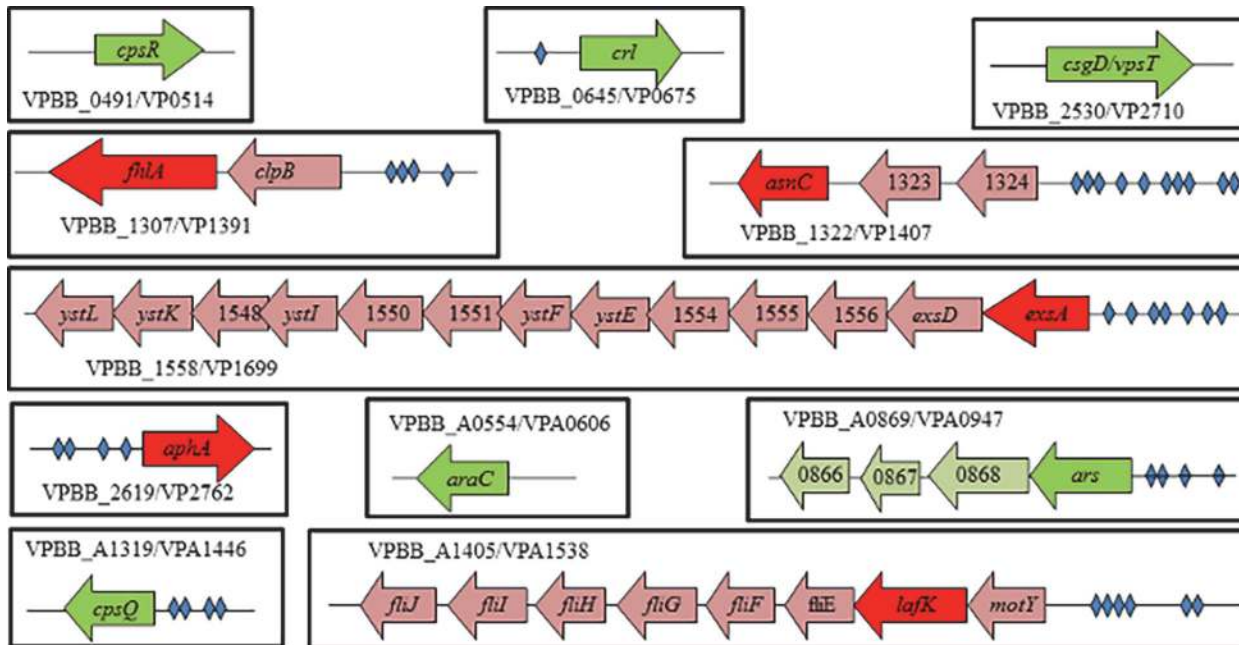 cpsR
VPBB_0491/VP0514
crl
VPBB_0645/VP0675
csgD/vpsT
VPBB_2530/VP2710
fhlA clpB
VPBB_1307/VP1391
asnC 1323 1324
VPBB_1322/VP1407
ystL ystK 1548 ystI 1550 1551 ystF ystE 1554 1555 1556 exsD exsA
VPBB_1558/VP1699
aphA
VPBB_2619/VP2762
VPBB_A0554/VPA0606
araC
VPBB_A0869/VPA0947
0866 0867 0868 ars
VPBB_A1319/VPA1446
cpsQ
VPBB_A1405/VPA1538
fliJ fliI fliH fliG fliF fliE lafK motY